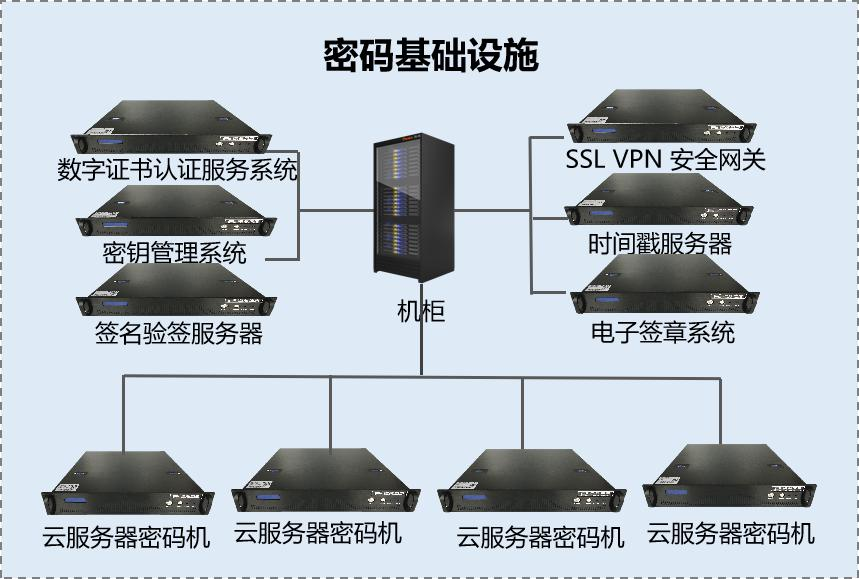 密码基础设施
数字证书认证服务系统
密钥管理系统
签名验签服务器
机柜
SSL VPN 安全网关
时间戳服务器
电子签章系统
云服务器密码机
云服务器密码机
云服务器密码机
云服务器密码机